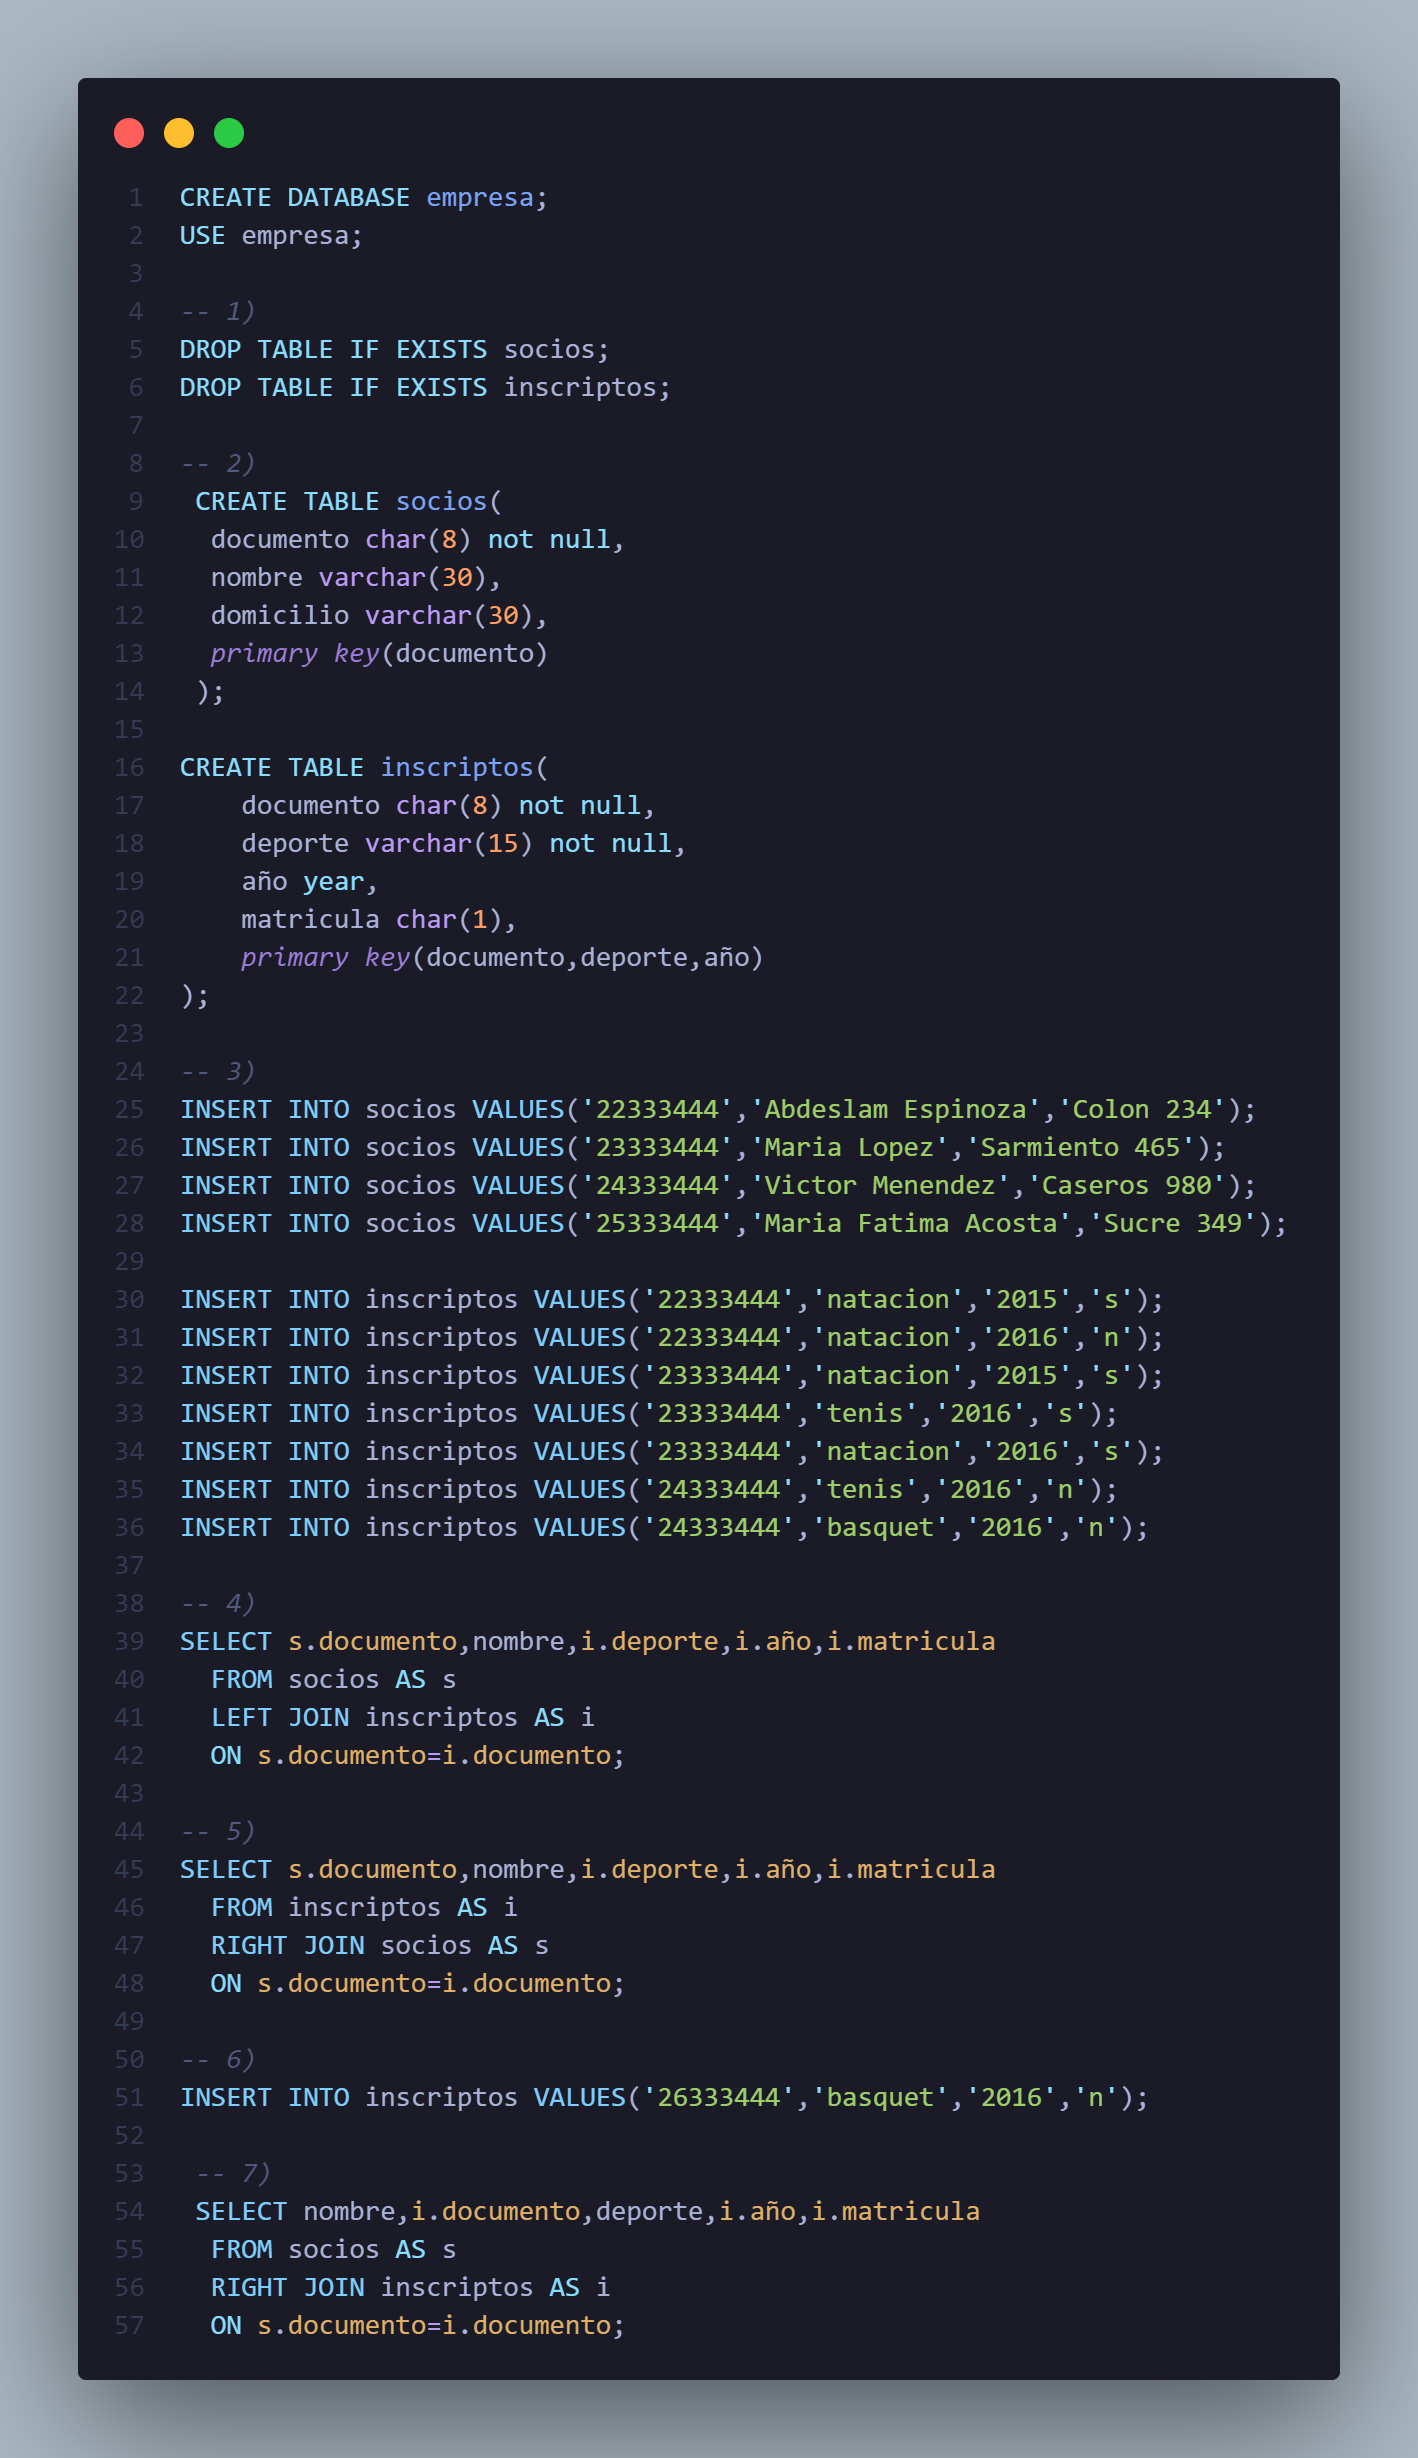 1 CREATE DATABASE empresa;
2 USE empresa;
3
4 -- 1)
5 DROP TABLE IF EXISTS socios;
6 DROP TABLE IF EXISTS inscriptos;
7
8 -- 2)
9  CREATE TABLE socios(
10   documento char(8) not null,
11   nombre varchar(30),
12   domicilio varchar(30),
13   primary key(documento)
14  );
15
16 CREATE TABLE inscriptos(
17     documento char(8) not null,
18     deporte varchar(15) not null,
19     año year,
20     matricula char(1),
21     primary key(documento,deporte,año)
22 );
23
24 -- 3)
25 INSERT INTO socios VALUES('22333444','Abdeslam Espinoza','Colon 234');
26 INSERT INTO socios VALUES('23333444','Maria Lopez','Sarmiento 465');
27 INSERT INTO socios VALUES('24333444','Victor Menendez','Caseros 980');
28 INSERT INTO socios VALUES('25333444','Maria Fatima Acosta','Sucre 349');
29
30 INSERT INTO inscriptos VALUES('22333444','natacion','2015','s');
31 INSERT INTO inscriptos VALUES('22333444','natacion','2016','n');
32 INSERT INTO inscriptos VALUES('23333444','natacion','2015','s');
33 INSERT INTO inscriptos VALUES('23333444','tenis','2016','s');
34 INSERT INTO inscriptos VALUES('23333444','natacion','2016','s');
35 INSERT INTO inscriptos VALUES('24333444','tenis','2016','n');
36 INSERT INTO inscriptos VALUES('24333444','basquet','2016','n');
37
38 -- 4)
39 SELECT s.documento,nombre,i.deporte,i.año,i.matricula
40   FROM socios AS s
41   LEFT JOIN inscriptos AS i
42   ON s.documento=i.documento;
43
44 -- 5)
45 SELECT s.documento,nombre,i.deporte,i.año,i.matricula
46   FROM inscriptos AS i
47   RIGHT JOIN socios AS s
48   ON s.documento=i.documento;
49
50 -- 6)
51 INSERT INTO inscriptos VALUES('26333444','basquet','2016','n');
52
53  -- 7)
54  SELECT nombre,i.documento,deporte,i.año,i.matricula
55   FROM socios AS s
56   RIGHT JOIN inscriptos AS i
57   ON s.documento=i.documento;